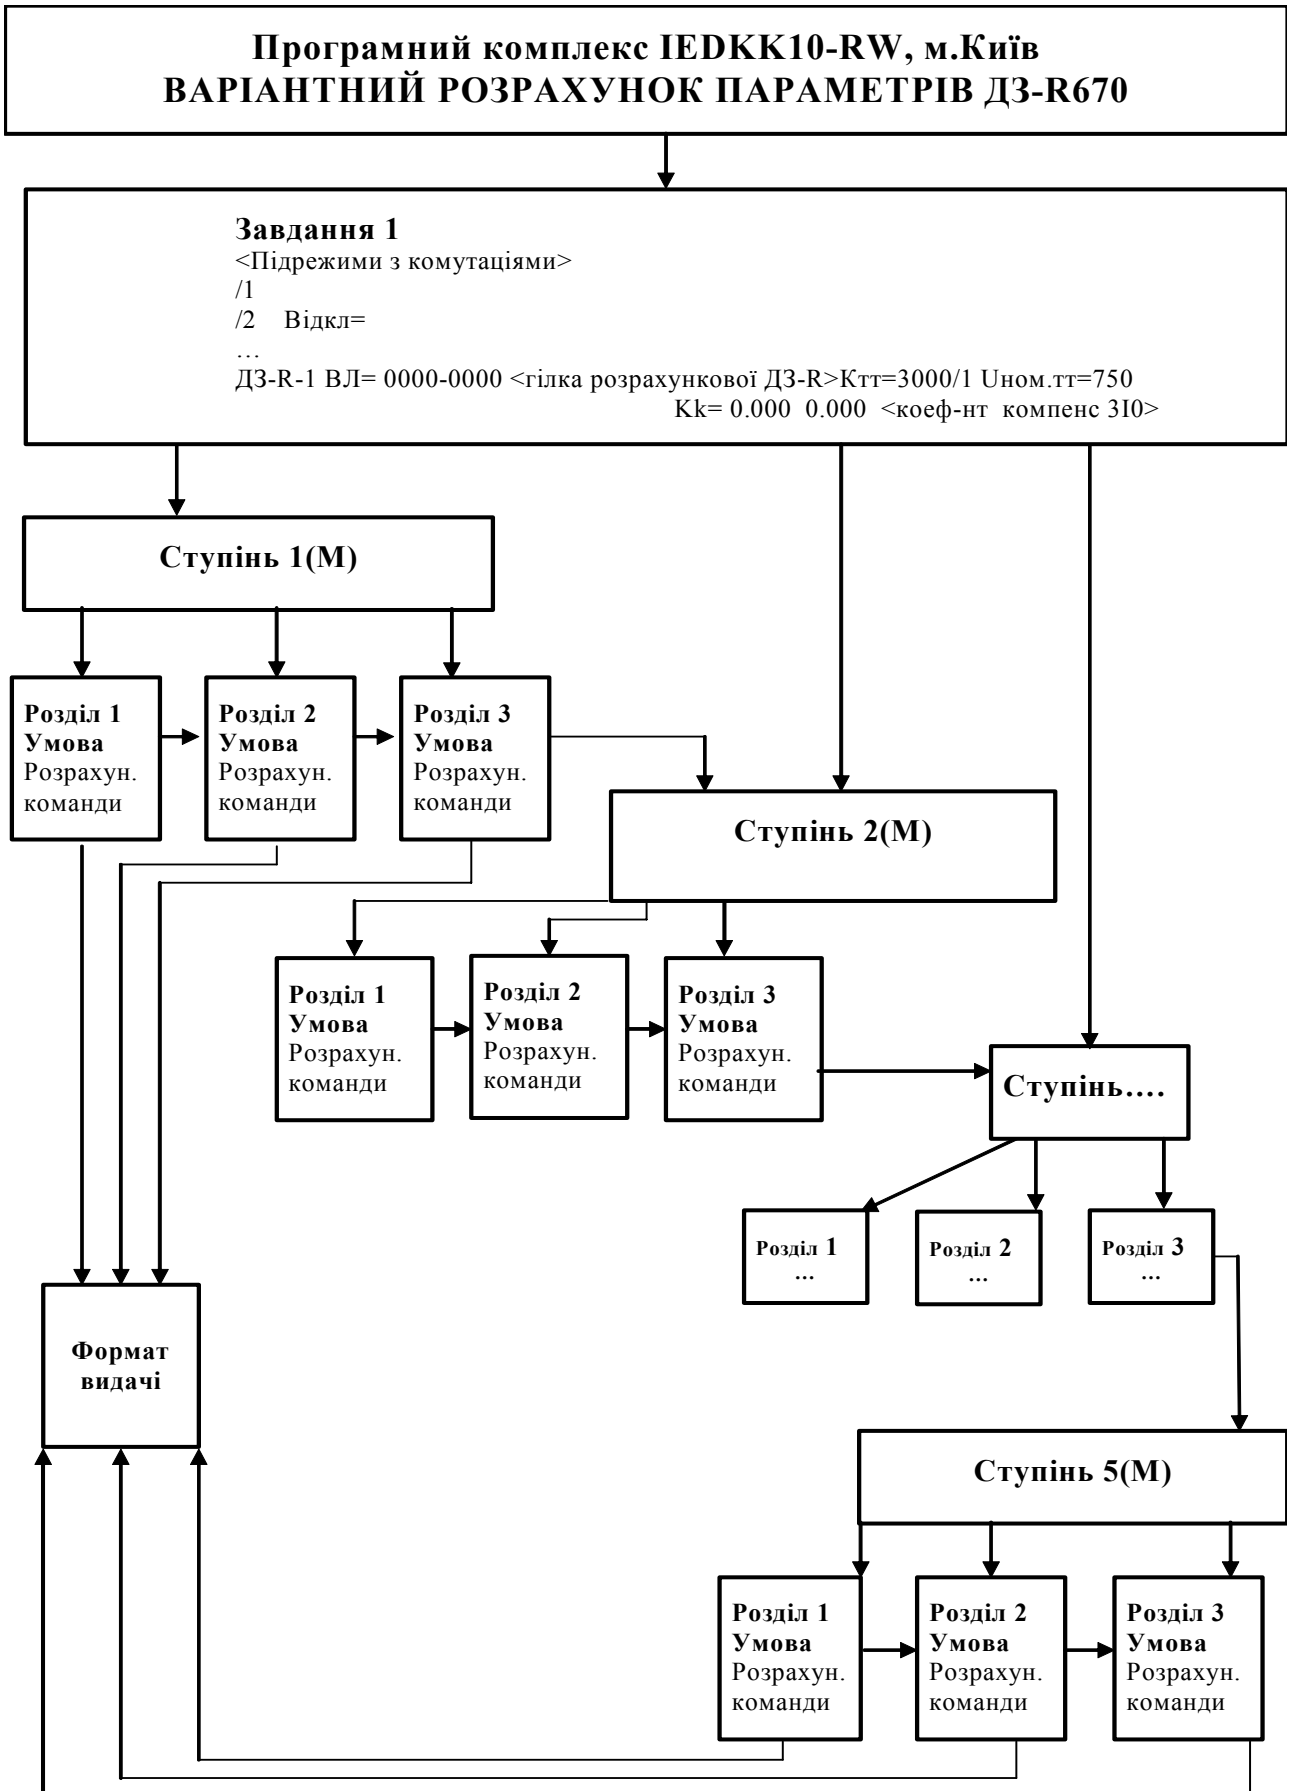 Програмний комплекс IEDKK10-RW, м.Київ
ВАРІАНТНИЙ РОЗРАХУНОК ПАРАМЕТРІВ ДЗ-R670
Завдання 1
<Підрежими з комутаціями>
/1
/2 Відкл=
…
ДЗ-R-1 ВЛ= 0000-0000 <гілка розрахункової ДЗ-R>Ктт=3000/1 Uном.тт=750
Kk= 0.000 0.000 <коеф-нт компенс 3I0>
Ступінь 1(М)
Розділ 1
Умова
Розрахун.
команди
Розділ 2
Умова
Розрахун.
команди
Розділ 3
Умова
Розрахун.
команди
Ступінь 2(М)
Розділ 1
Умова
Розрахун.
команди
Розділ 2
Умова
Розрахун.
команди
Розділ 3
Умова
Розрахун.
команди
Ступінь….
Розділ 1
...
Розділ 2
...
Розділ 3
...
Формат
видачі
Ступінь 5(М)
Розділ 1
Умова
Розрахун.
команди
Розділ 2
Умова
Розрахун.
команди
Розділ 3
Умова
Розрахун.
команди